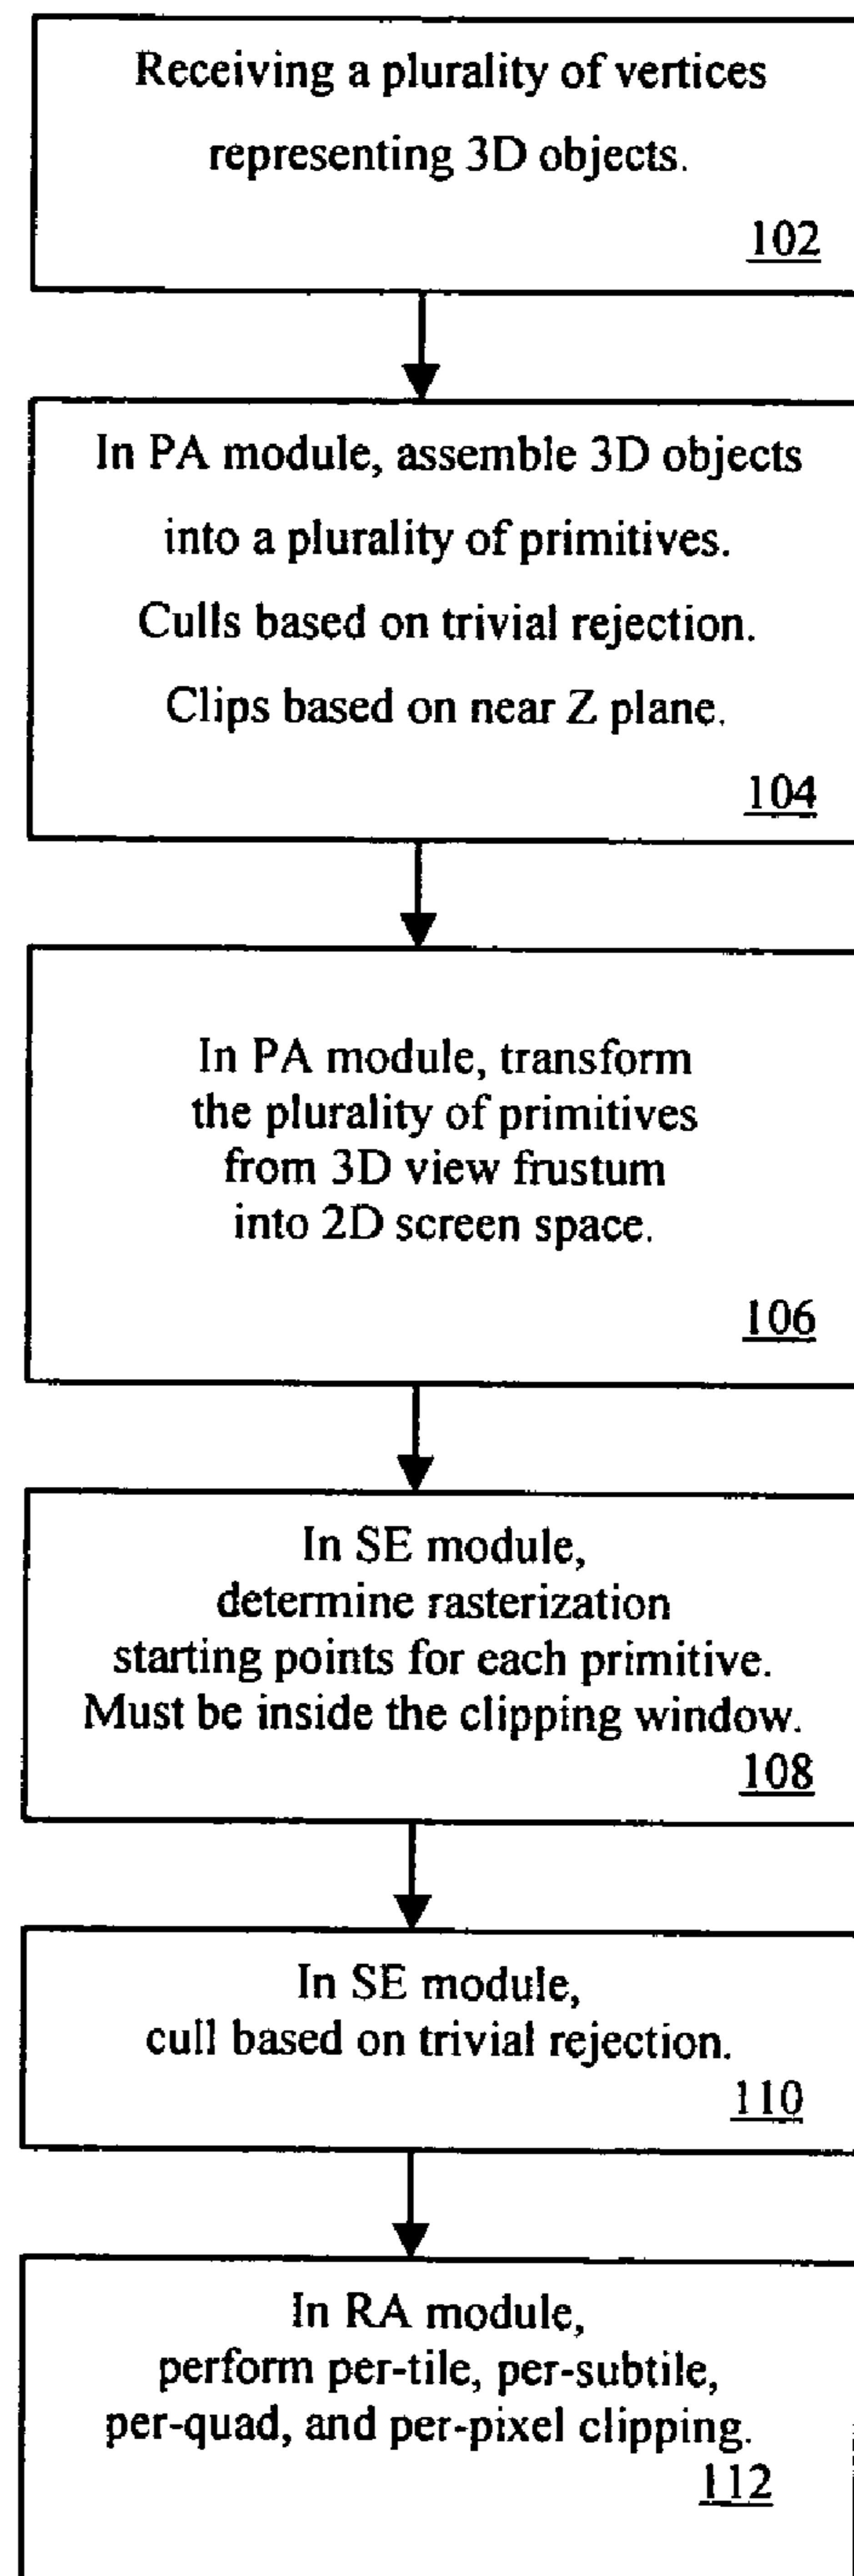 Receiving a plurality of vertices
representing 3D objects.
102
In PA module, assemble 3D objects
into a plurality of primitives.
Culls based on trivial rejection.
Clips based on near Z plane.
104
In PA module, transform
the plurality of primitives
from 3D view frustum
into 2D screen space.
106
In SE module,
determine rasterization
starting points for each primitive.
Must be inside the clipping window.
108
In SE module,
cull based on trivial rejection.
110
In RA module,
perform per-tile, per-subtile,
per-quad, and per-pixel clipping.
112